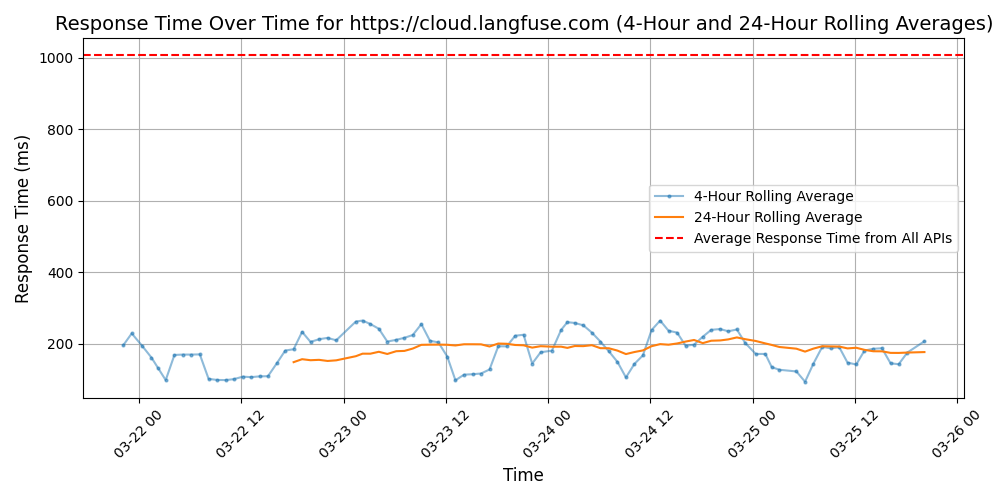 Response Time Over Time for https://cloud.langfuse.com (4-Hour and 24-Hour Rolling Averages)
Response Time (ms)
1000
800
600
400
200
4-Hour Rolling Average
24-Hour Rolling Average
Average Response Time from All APIs
03-22 00
03-22 12
03-23 00
03-23 12
03-24 00
03-24 12
03-25 00
03-25 12
03-26 00
Time